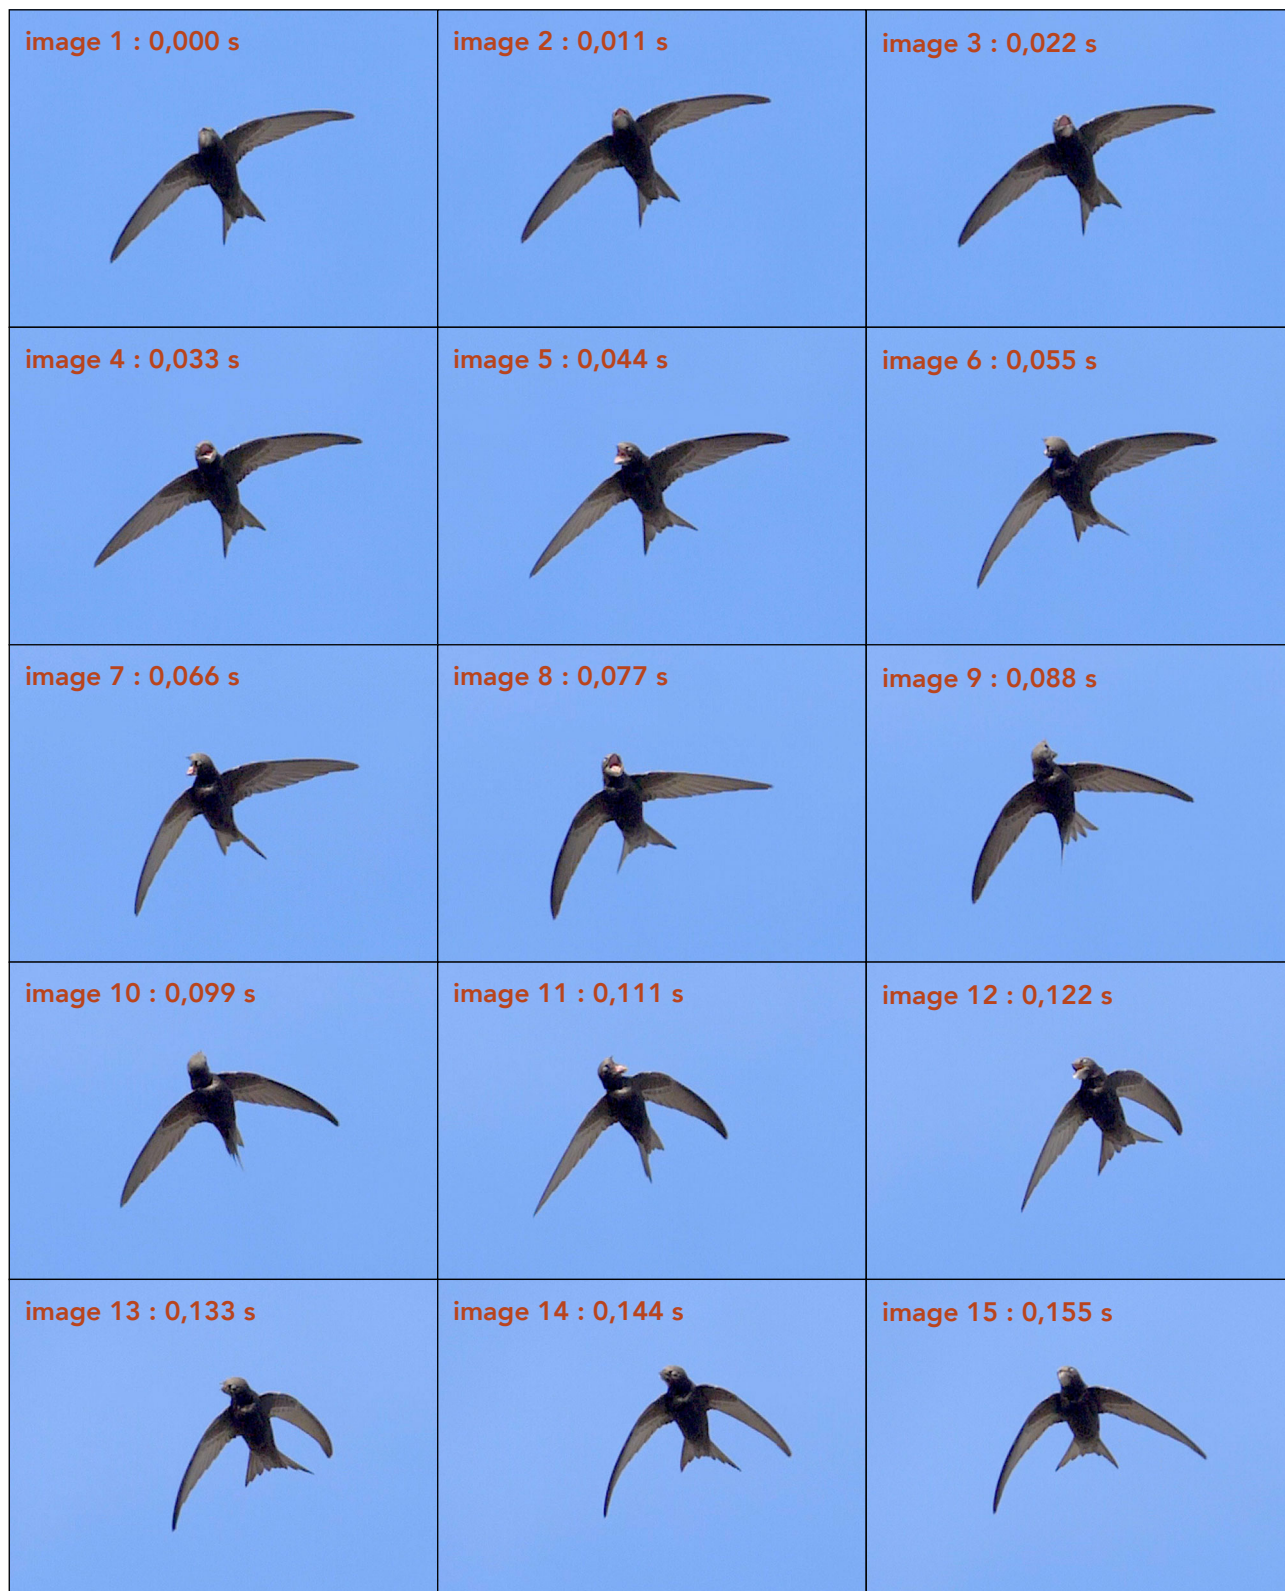 image 1 : 0,000 s
image 2 : 0,011 s
image 3 : 0,022 s
image 4 : 0,033 s
image 5 : 0,044 s
image 6 : 0,055 s
image 7 : 0,066 s
image 8 : 0,077 s
image 9 : 0,088 s
image 10 : 0,099 s
image 11 : 0,111 s
image 12 : 0,122 s
image 13 : 0,133 s
image 14 : 0,144 s
image 15 : 0,155 s